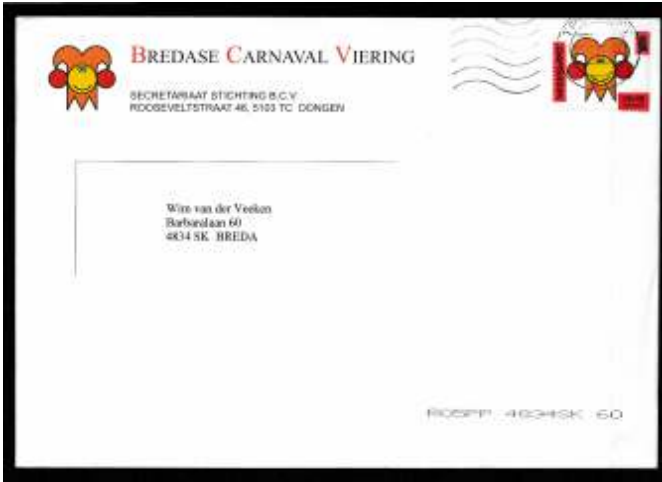 BREDASE CARNAVAL VIERING
SECRETARIAAT STICHTING B.C.V.
ROOSEVELTSTRAAT 46, 5103 TC DONGEN
Wim van der Veeken
Barbaralaan 60
4834 SK BREDA
4834SK 60